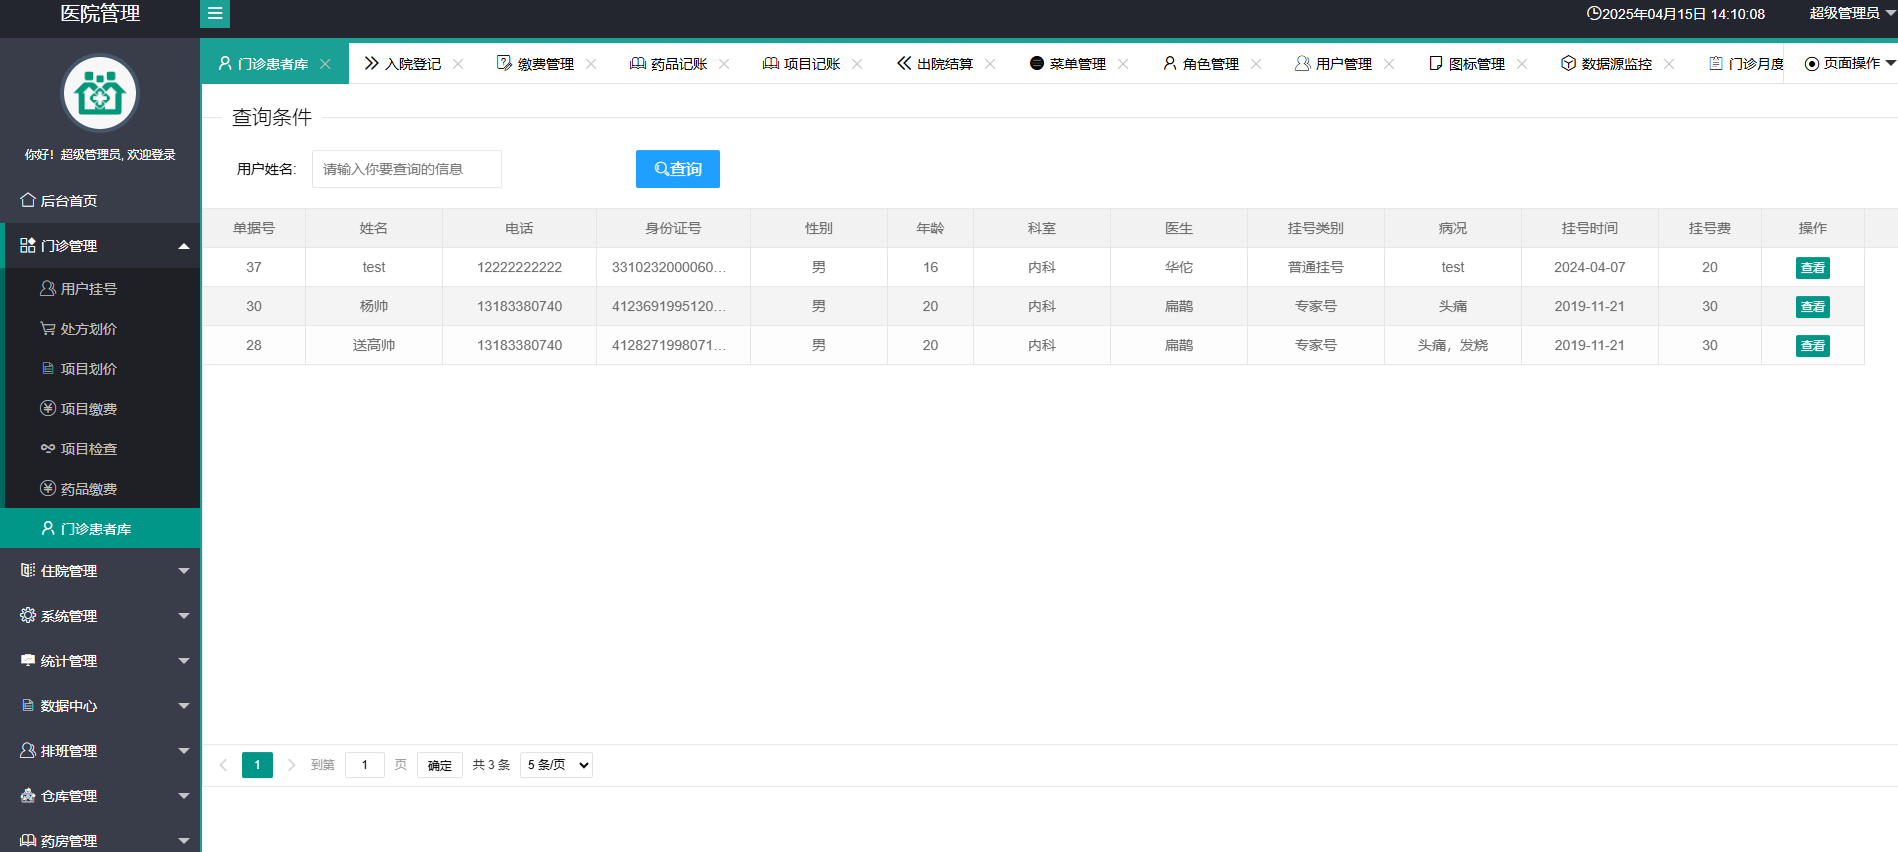 医院管理
2025年04月15日 14:10:08
超级管理员
门诊患者库
入院登记
缴费管理
药品记账
项目记账
出院结算
菜单管理
角色管理
用户管理
图标管理
数据源监控
门诊月度
页面操作
你好！超级管理员, 欢迎登录
后台首页
门诊管理
用户挂号
处方划价
项目划价
项目缴费
项目检查
药品缴费
门诊患者库
住院管理
系统管理
统计管理
数据中心
排班管理
仓库管理
药房管理
查询条件
用户姓名: 请输入你要查询的信息 查询
单据号 姓名 电话 身份证号 性别 年龄 科室 医生 挂号类别 病况 挂号时间 挂号费 操作
37 test 12222222222 3310232000060... 男 16 内科 华佗 普通挂号 test 2024-04-07 20 查看
30 杨帅 13183380740 4123691995120... 男 20 内科 扁鹊 专家号 头痛 2019-11-21 30 查看
28 送高帅 13183380740 4128271998071... 男 20 内科 扁鹊 专家号 头痛，发烧 2019-11-21 30 查看
1 到第 1 页 确定 共 3 条 5 条/页